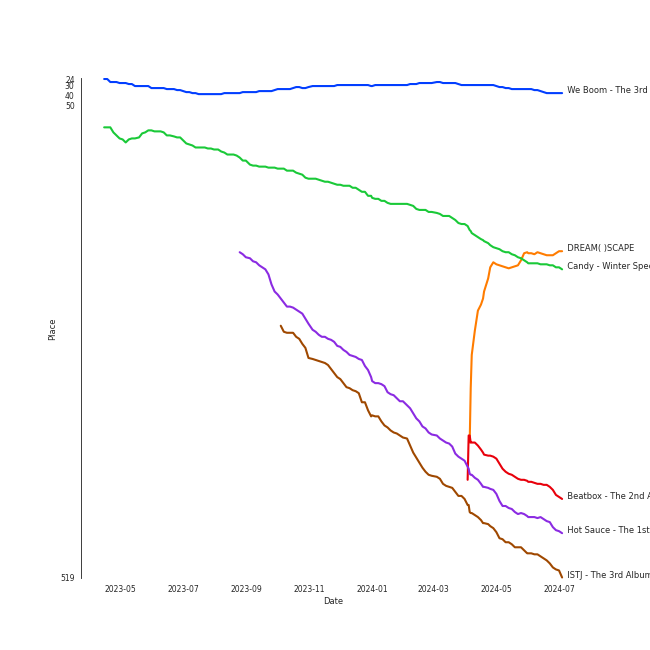 24
30
40
50
519
Place
We Boom - The 3rd
DREAM( )SCAPE
Candy - Winter Spe
Beatbox - The 2nd
Hot Sauce - The 1st
ISTJ - The 3rd Album
2023-05 2023-07 2023-09 2023-11 2024-01 2024-03 2024-05 2024-07
Date